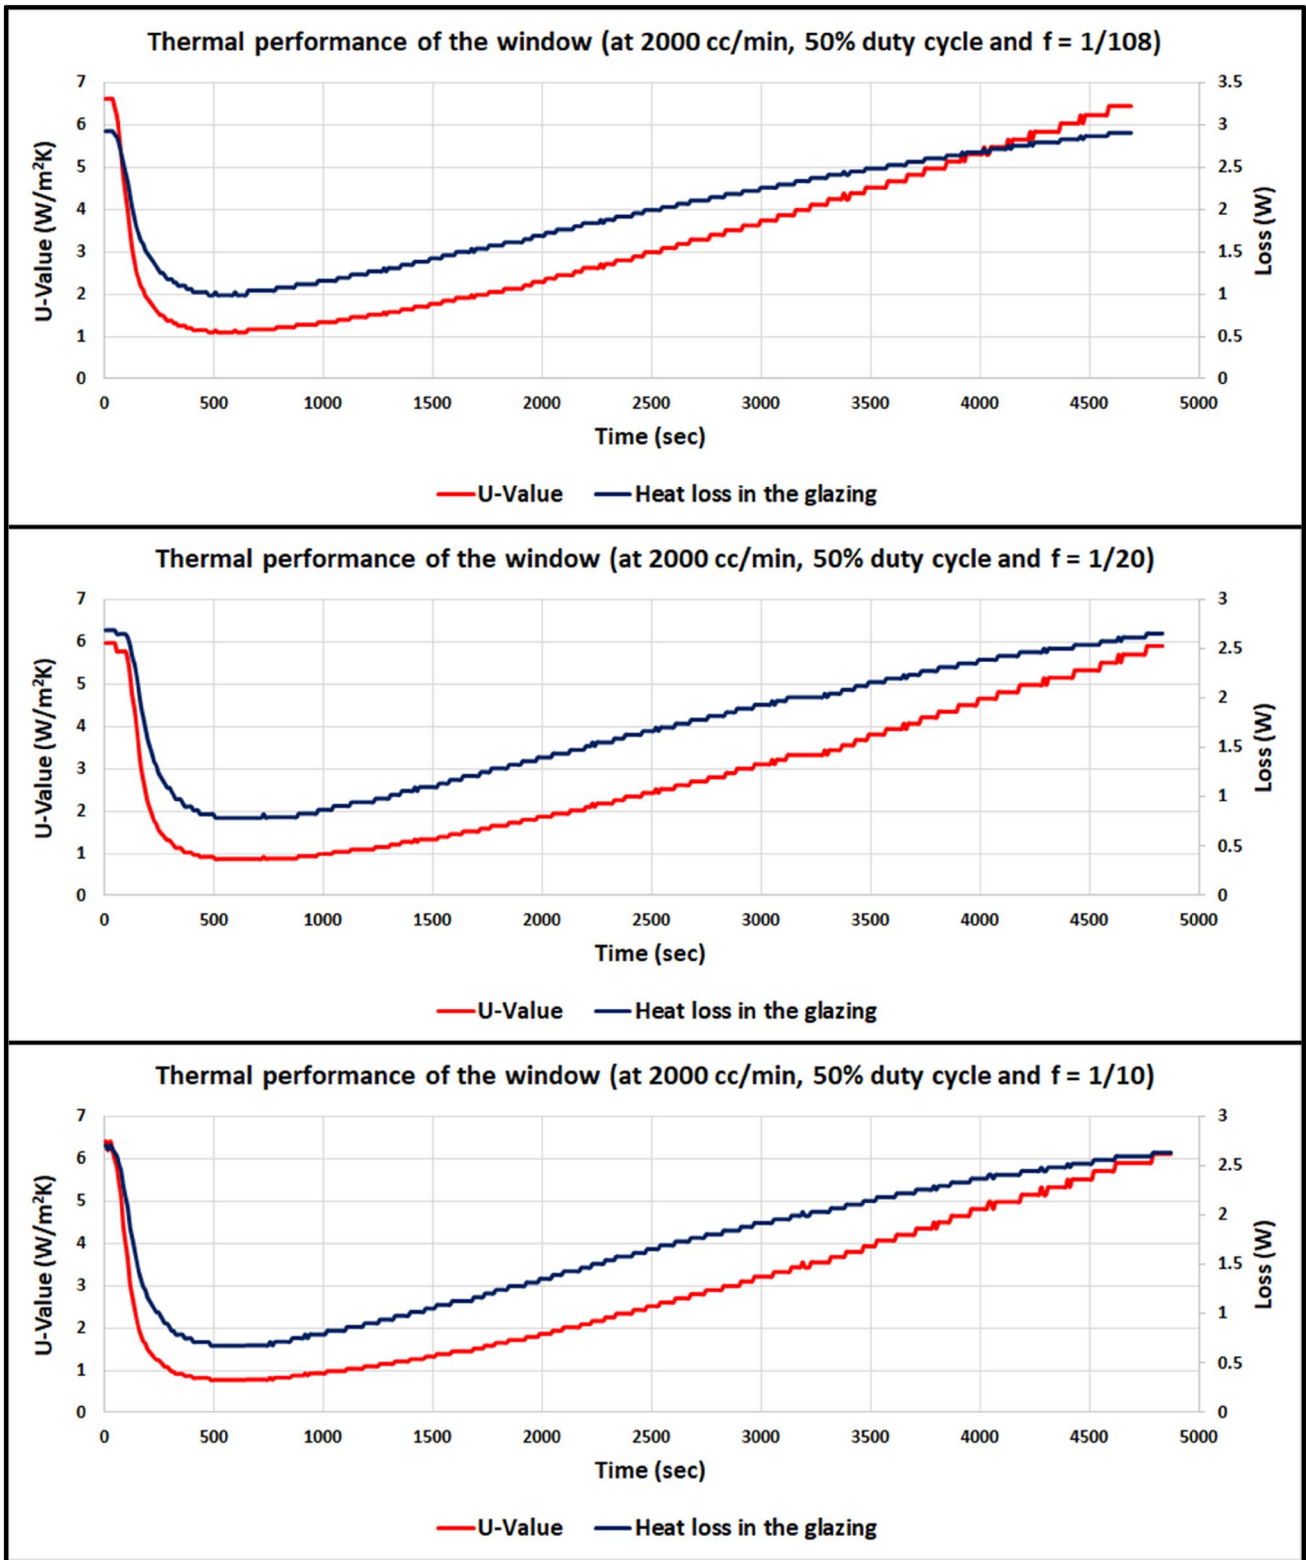 Thermal performance of the window (at 2000 cc/min, 50% duty cycle and f = 1/108)
7
6
5
4
3
2
1
0
U-Value (W/m²K)
3.5
3
2.5
2
1.5
1
0.5
0
Loss (W)
0 500 1000 1500 2000 2500 3000 3500 4000 4500 5000
Time (sec)
U-Value Heat loss in the glazing
Thermal performance of the window (at 2000 cc/min, 50% duty cycle and f = 1/20)
7
6
5
4
3
2
1
0
U-Value (W/m²K)
3
2.5
2
1.5
1
0.5
0
Loss (W)
0 500 1000 1500 2000 2500 3000 3500 4000 4500 5000
Time (sec)
U-Value Heat loss in the glazing
Thermal performance of the window (at 2000 cc/min, 50% duty cycle and f = 1/10)
7
6
5
4
3
2
1
0
U-Value (W/m²K)
3
2.5
2
1.5
1
0.5
0
Loss (W)
0 500 1000 1500 2000 2500 3000 3500 4000 4500 5000
Time (sec)
U-Value Heat loss in the glazing